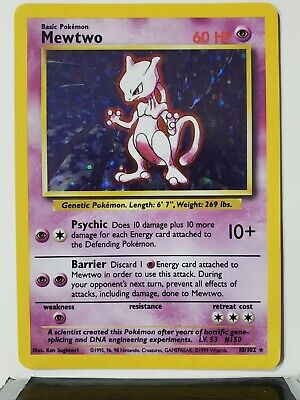 Basic Pokémon
Mewtwo 60 HP
Genetic Pokémon. Length: 6' 7", Weight: 269 lbs.
Psychic Does 10 damage plus 10 more
damage for each Energy card attached to
the Defending Pokémon.
10+
Barrier Discard 1 Energy card attached to
Mewtwo in order to use this attack. During
your opponent's next turn, prevent all effects of
attacks, including damage, done to Mewtwo.
weakness resistance retreat cost
A scientist created this Pokémon after years of horrific gene-
splicing and DNA engineering experiments. LV. 53 #150
Illus. Ken Sugimori ©1995, 96, 98 Nintendo, Creatures, GAMEFREAK. ©1999 Wizards. 10/102 ★